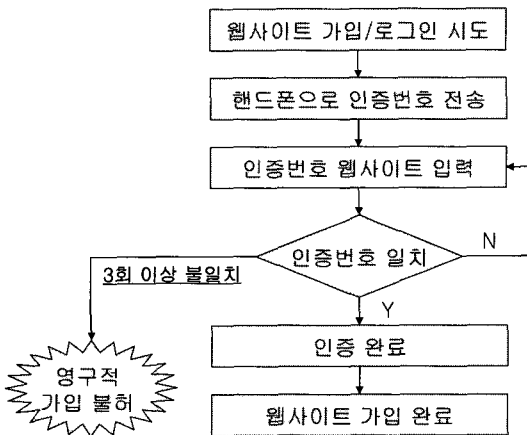 웹사이트 가입/로그인 시도
핸드폰으로 인증번호 전송
인증번호 웹사이트 입력
인증번호 일치
N
3회 이상 불일치
Y
인증 완료
영구적
가입 불허
웹사이트 가입 완료